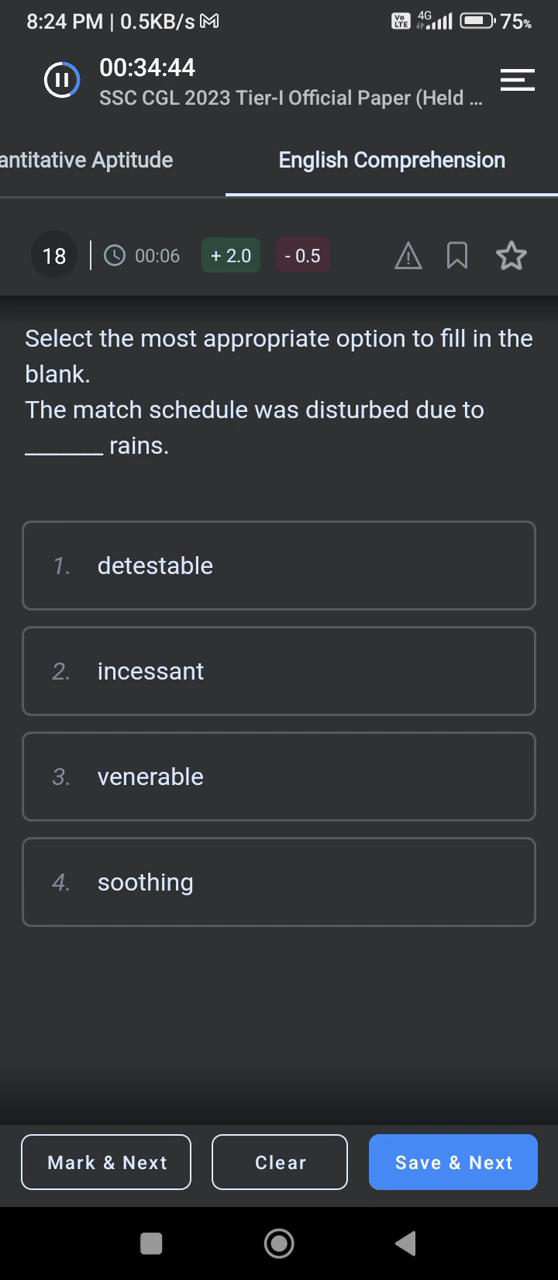 8:24 PM | 0.5KB/s
Vo LTE 4G 75%
00:34:44
SSC CGL 2023 Tier-I Official Paper (Held ...
antitative Aptitude English Comprehension
18 | 00:06 + 2.0 - 0.5
Select the most appropriate option to fill in the
blank.
The match schedule was disturbed due to
_______ rains.
1. detestable
2. incessant
3. venerable
4. soothing
Mark & Next Clear Save & Next